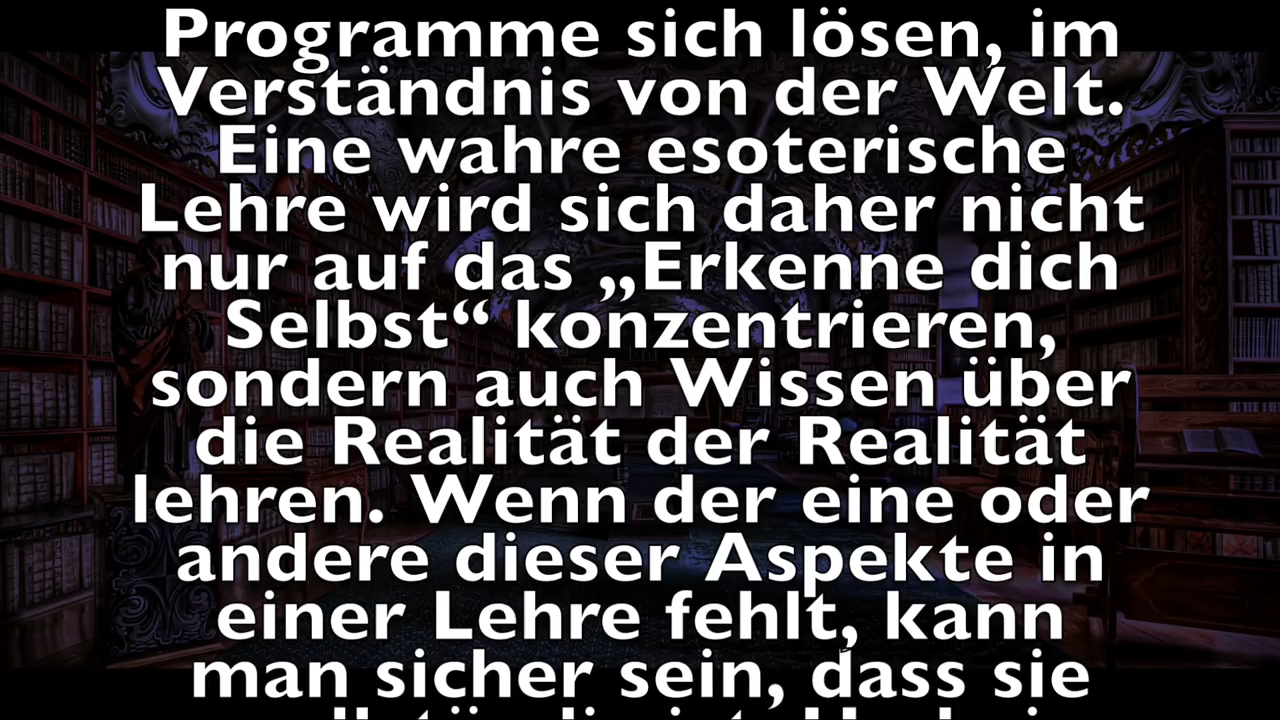 Programme sich lösen, im
Verständnis von der Welt.
Eine wahre esoterische
Lehre wird sich daher nicht
nur auf das „Erkenne dich
Selbst“ konzentrieren,
sondern auch Wissen über
die Realität der Realität
lehren. Wenn der eine oder
andere dieser Aspekte in
einer Lehre fehlt, kann
man sicher sein, dass sie